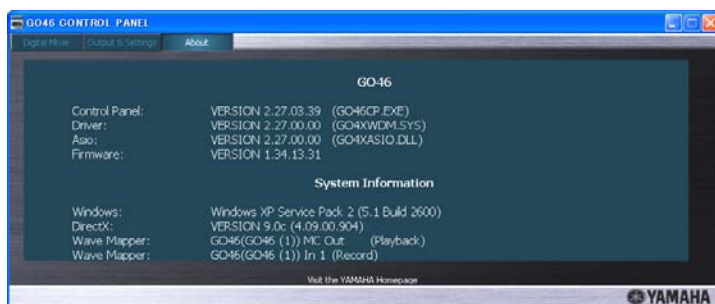 GO46 CONTROL PANEL
Digital Mixer Output & Settings About
GO46
Control Panel: VERSION 2.27.03.39 (GO46CP.EXE)
Driver: VERSION 2.27.00.00 (GO4XWDM.SYS)
Asio: VERSION 2.27.00.00 (GO4XASIO.DLL)
Firmware: VERSION 1.34.13.31
System Information
Windows: Windows XP Service Pack 2 (5.1 Build 2600)
DirectX: VERSION 9.0c (4.09.00.904)
Wave Mapper: GO46(GO46 (1)) MC Out (Playback)
Wave Mapper: GO46(GO46 (1)) In 1 (Record)
Visit the YAMAHA Homepage
YAMAHA